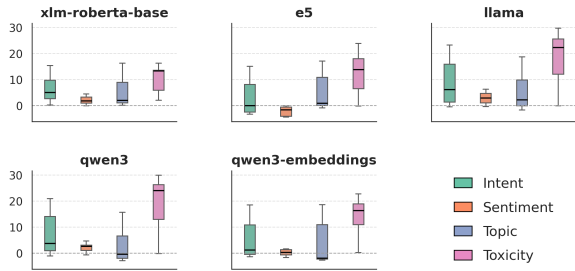 xlm-roberta-base
e5
llama
30
20
10
0
qwen3
qwen3-embeddings
30
20
10
0
Intent
Sentiment
Topic
Toxicity